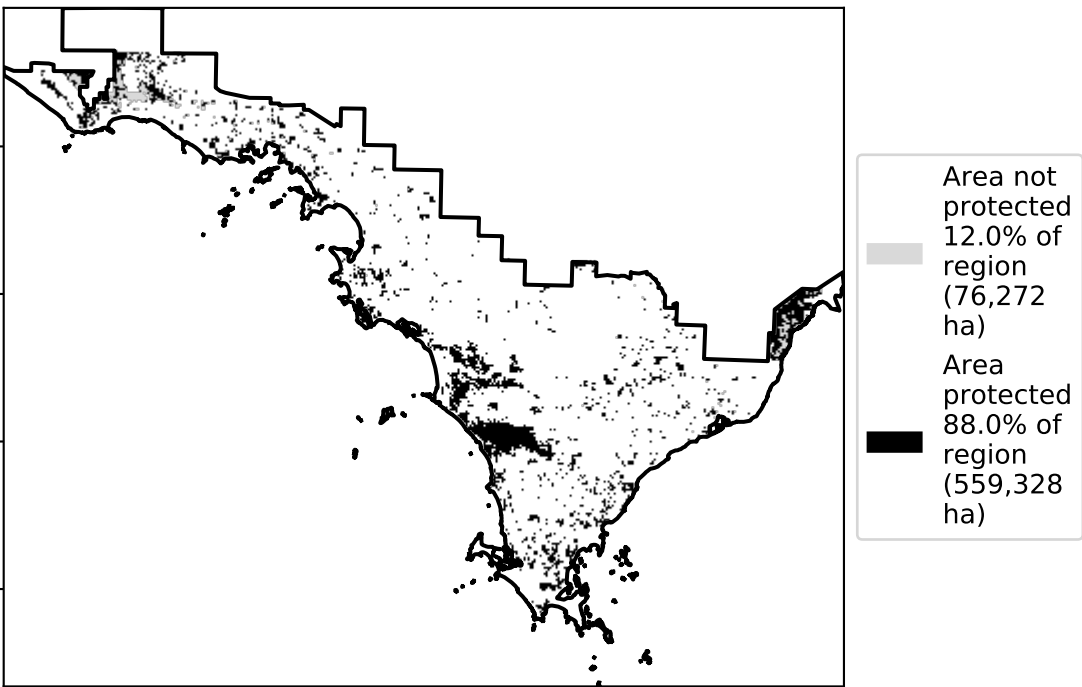 Area not
protected
12.0% of
region
(76,272
ha)
Area
protected
88.0% of
region
(559,328
ha)